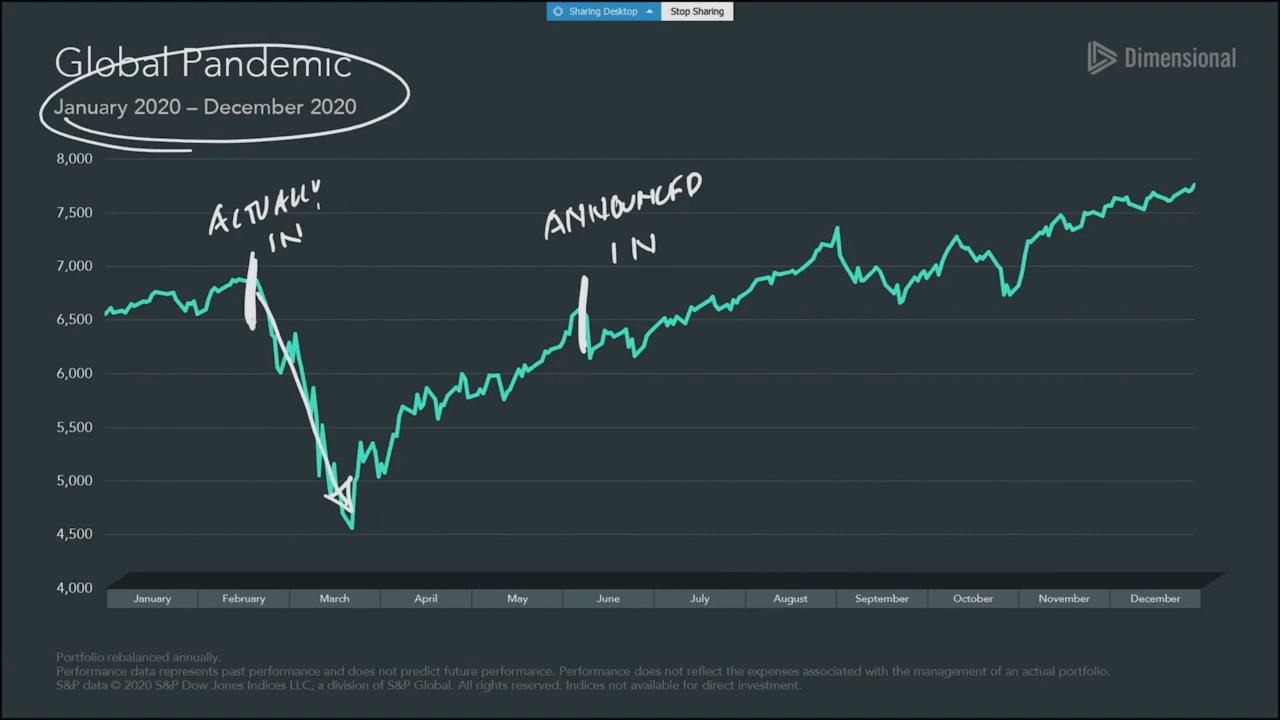 Sharing Desktop Stop Sharing
Global Pandemic
Dimensional
January 2020 – December 2020
8,000
7,500
7,000
6,500
6,000
5,500
5,000
4,500
4,000
ACTUALLY
IN
ANNOUNCED
IN
January February March April May June July August September October November December
Portfolio rebalanced annually.
Performance data represents past performance and does not predict future performance. Performance does not reflect the expenses associated with the management of an actual portfolio.
S&P data © 2020 S&P Dow Jones Indices LLC, a division of S&P Global. All rights reserved. Indices not available for direct investment.